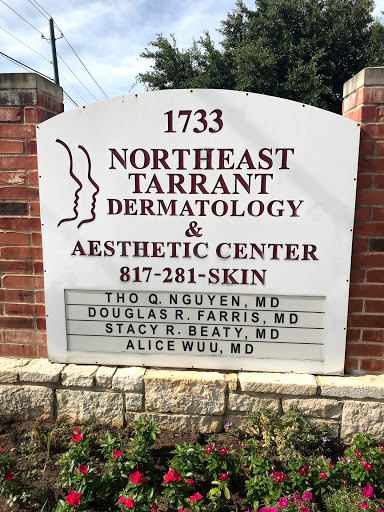 1733
NORTHEAST
TARRANT
DERMATOLOGY
&
AESTHETIC CENTER
817-281-SKIN
THO Q. NGUYEN, MD
DOUGLAS R. FARRIS, MD
STACY R. BEATY, MD
ALICE WUU, MD